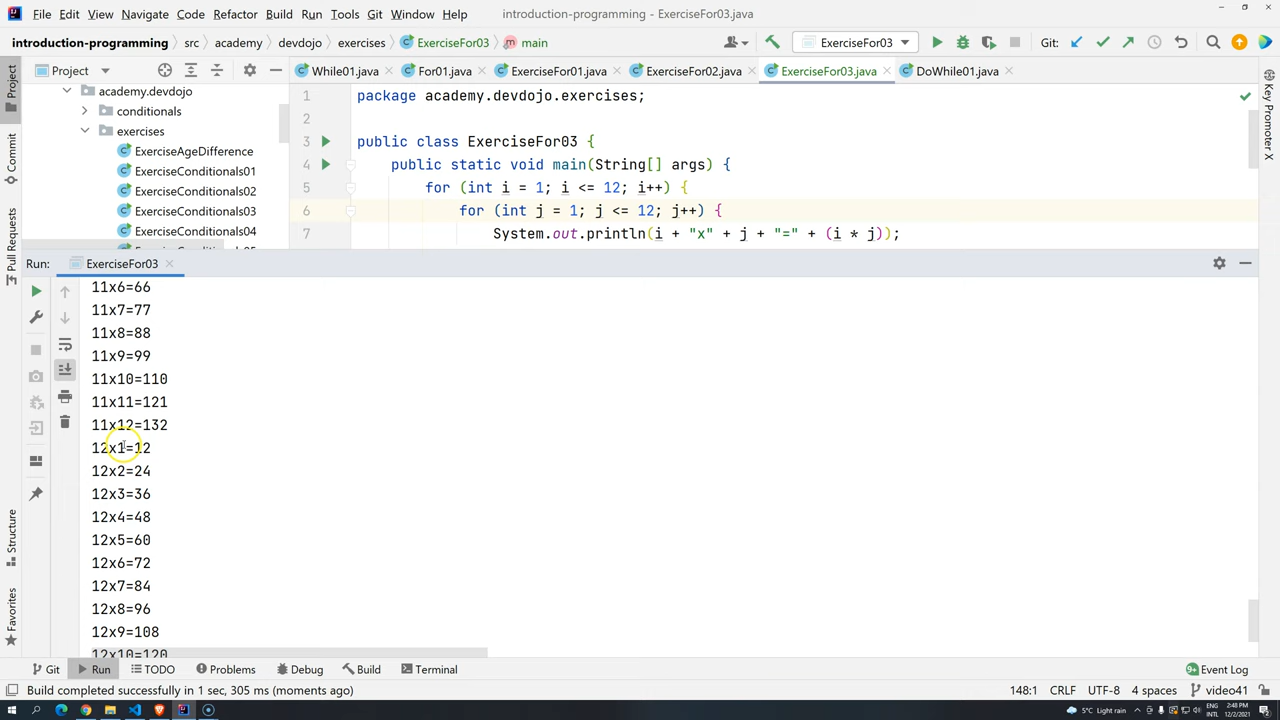 File Edit View Navigate Code Refactor Build Run Tools Git Window Help introduction-programming - ExerciseFor03.java
introduction-programming src academy devdojo exercises ExerciseFor03 main ExerciseFor03 Git:
Project While01.java For01.java ExerciseFor01.java ExerciseFor02.java ExerciseFor03.java DoWhile01.java
Project
Commit
Pull Requests
Structure
Favorites
Key Promoter X
academy.devdojo
conditionals
exercises
ExerciseAgeDifference
ExerciseConditionals01
ExerciseConditionals02
ExerciseConditionals03
ExerciseConditionals04
ExerciseConditionals05
1 package academy.devdojo.exercises;
2
3 public class ExerciseFor03 {
4 public static void main(String[] args) {
5 for (int i = 1; i <= 12; i++) {
6 for (int j = 1; j <= 12; j++) {
7 System.out.println(i + "x" + j + "=" + (i * j));
Run: ExerciseFor03
11x6=66
11x7=77
11x8=88
11x9=99
11x10=110
11x11=121
11x12=132
12x1=12
12x2=24
12x3=36
12x4=48
12x5=60
12x6=72
12x7=84
12x8=96
12x9=108
12x10=120
Git Run TODO Problems Debug Build Terminal Event Log
Build completed successfully in 1 sec, 305 ms (moments ago) 148:1 CRLF UTF-8 4 spaces video41
5°C Light rain ENG INTL 2:48 PM 12/2/2021